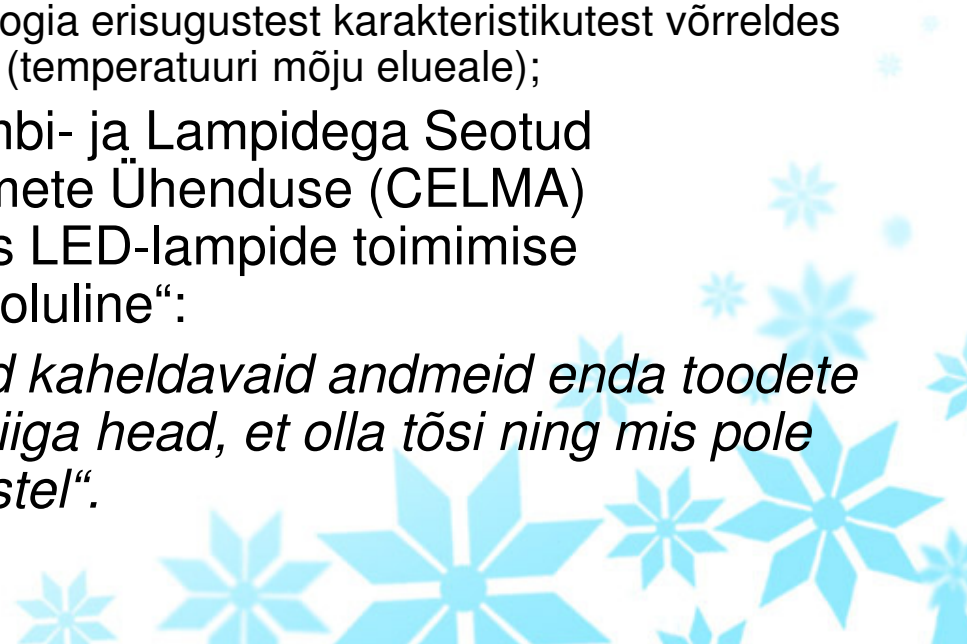 ogia erisugustest karakteristikutest võrreldes
(temperatuuri mõju elueale);
nbi- ja Lampidega Seotud
mete Ühenduse (CELMA)
s LED-lampide toimimise
oluline“:
d kaheldavaid andmeid enda toodete
iiga head, et olla tõsi ning mis pole
stel“.